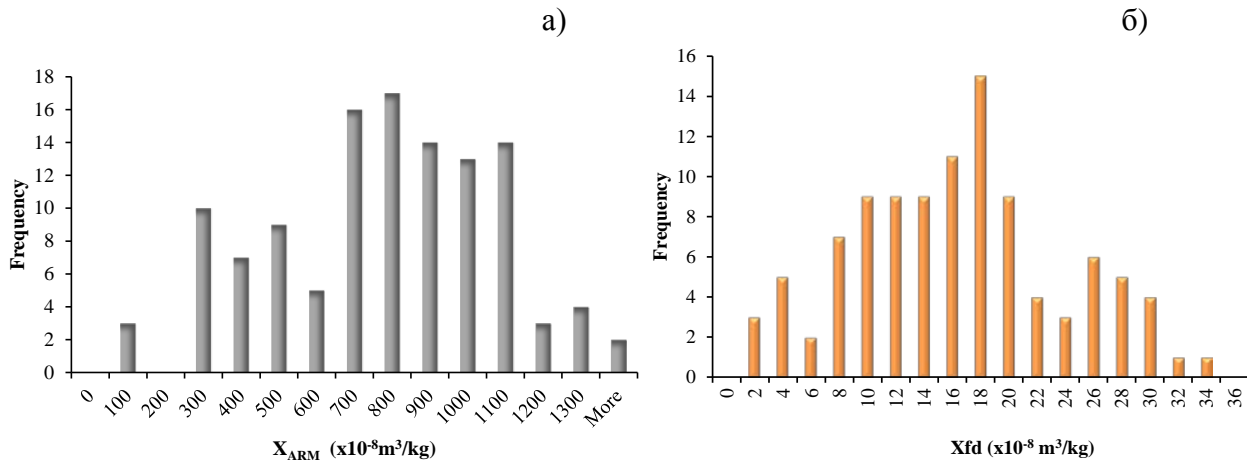 а)
18
16
14
12
10
8
6
4
2
0
Frequency
0 100 200 300 400 500 600 700 800 900 1000 1100 1200 1300 More
X_ARM (x10⁻⁸m³/kg)
б)
16
14
12
10
8
6
4
2
0
Frequency
0 2 4 6 8 10 12 14 16 18 20 22 24 26 28 30 32 34 36
Xfd (x10⁻⁸ m³/kg)